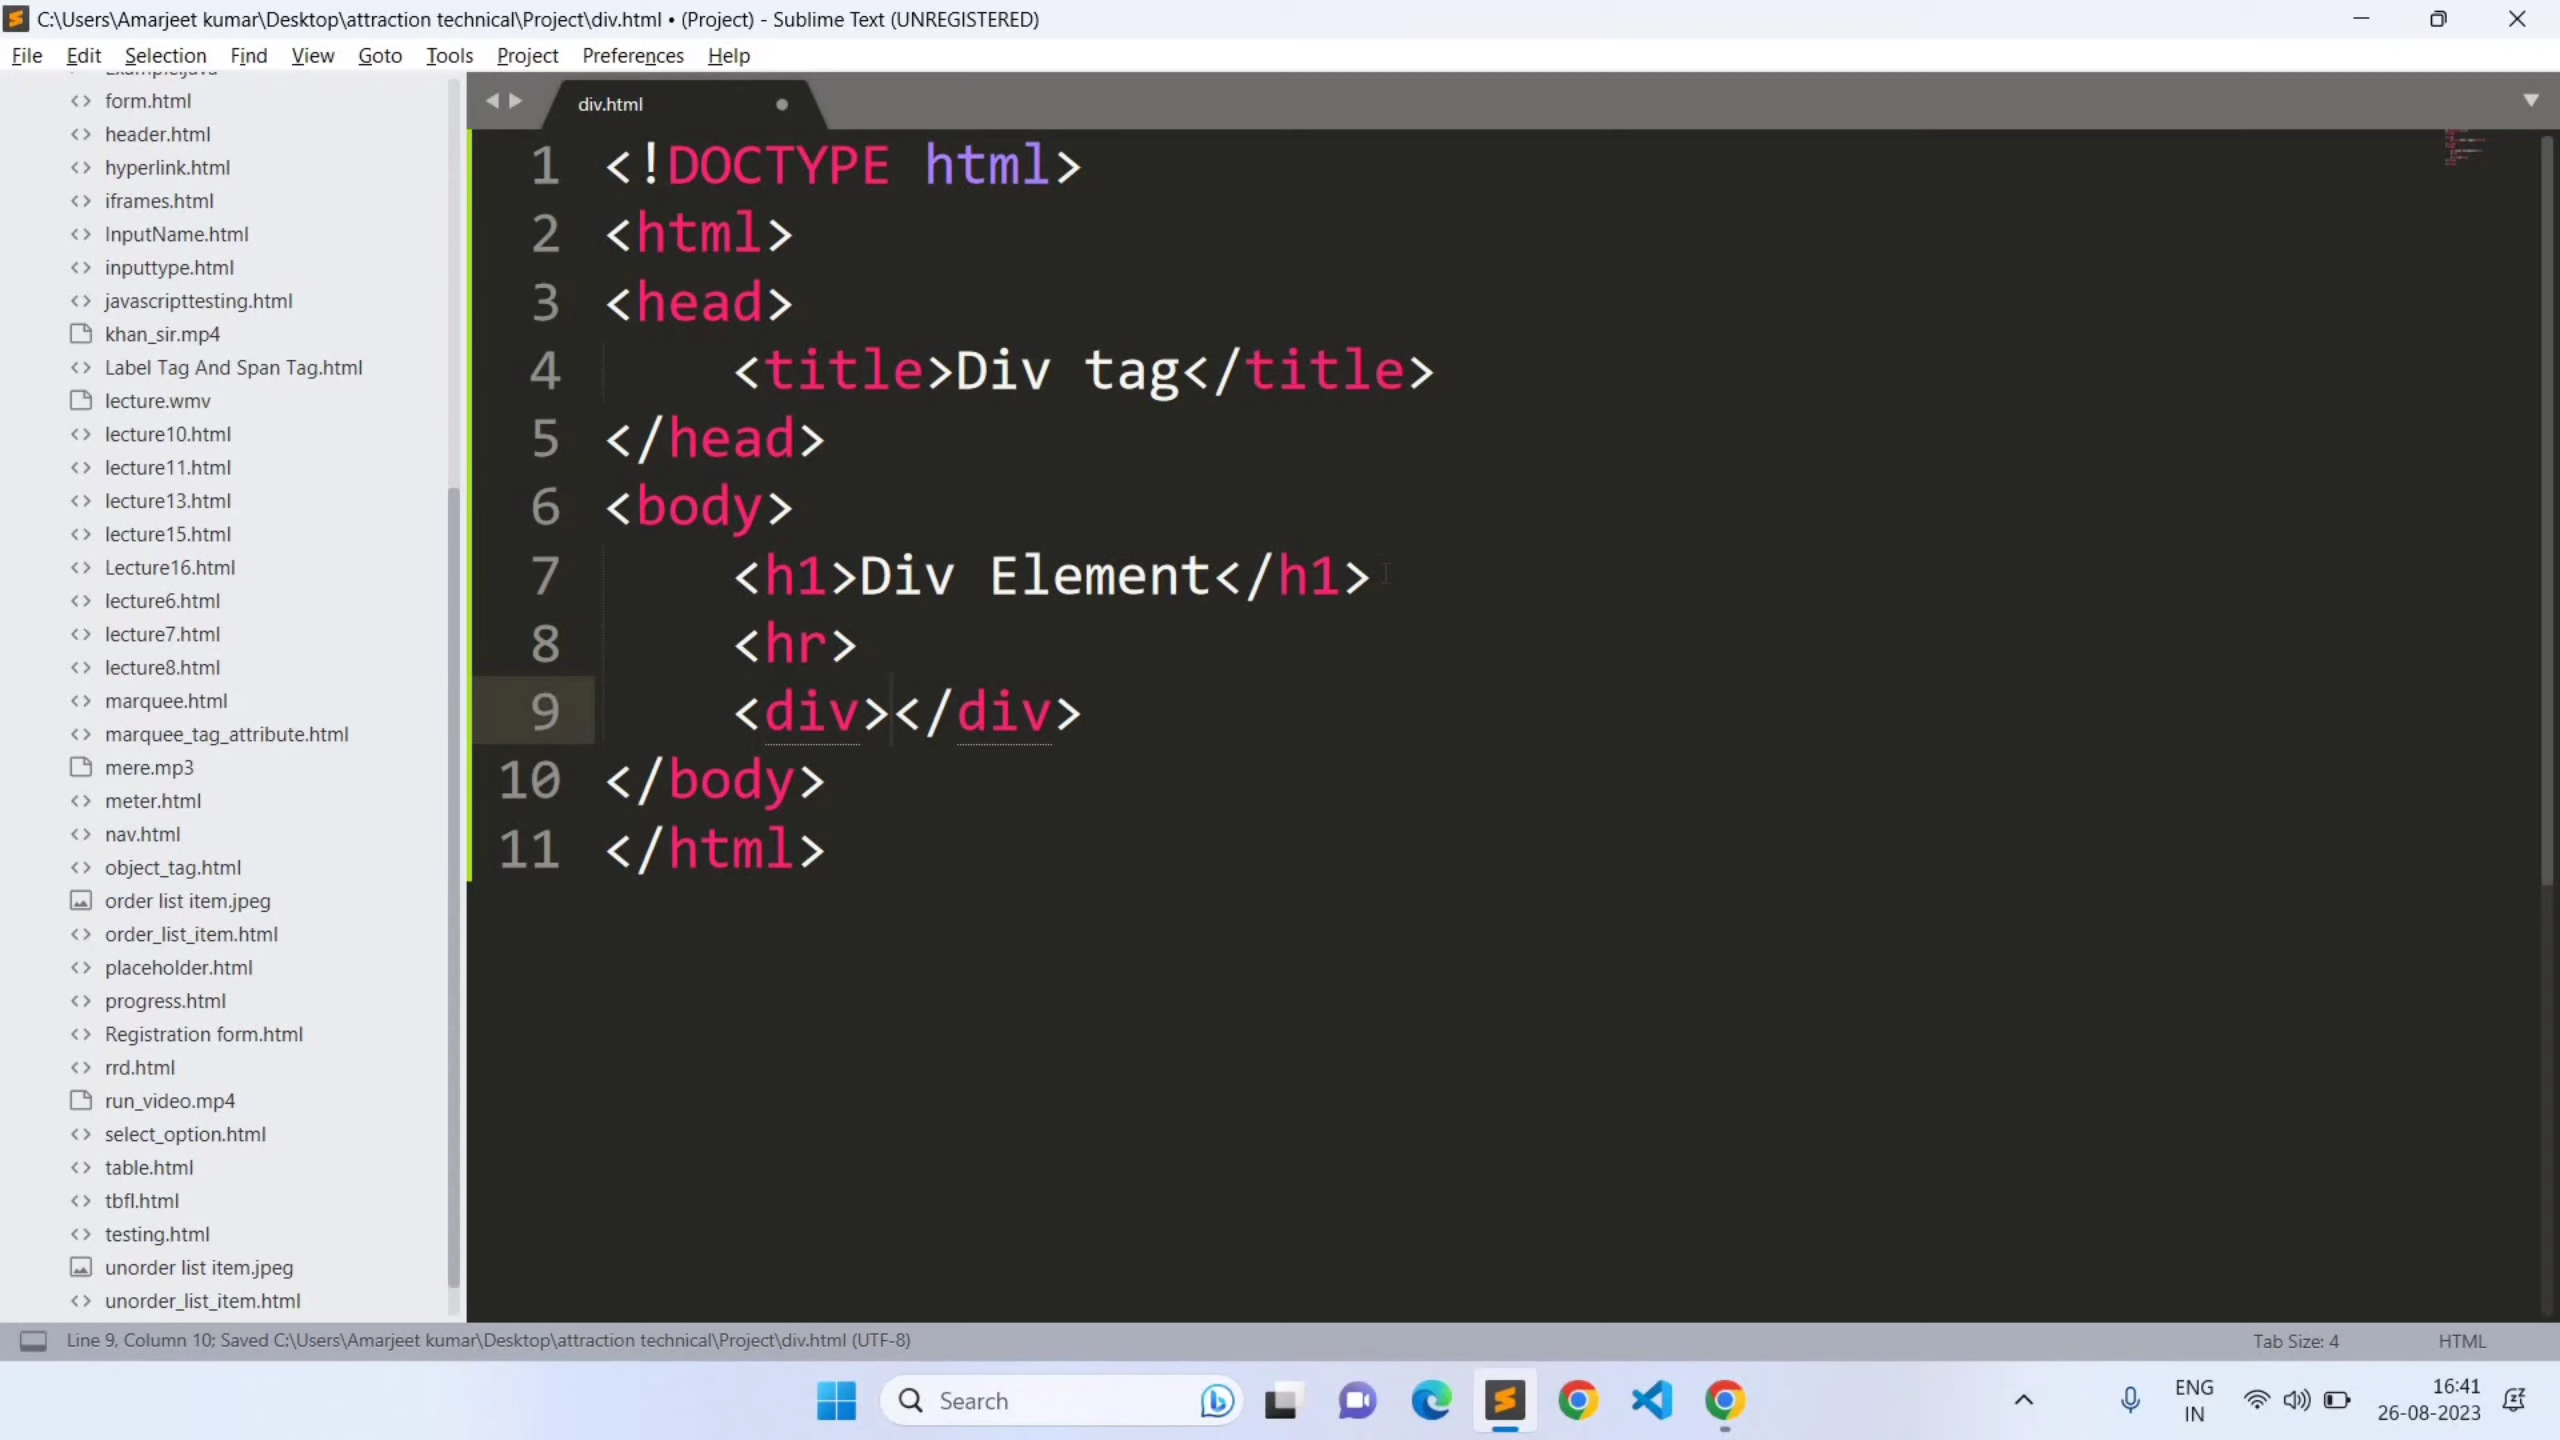 C:\Users\Amarjeet kumar\Desktop\attraction technical\Project\div.html • (Project) - Sublime Text (UNREGISTERED)
File Edit Selection Find View Goto Tools Project Preferences Help
form.html
header.html
hyperlink.html
iframes.html
InputName.html
inputtype.html
javascripttesting.html
khan_sir.mp4
Label Tag And Span Tag.html
lecture.wmv
lecture10.html
lecture11.html
lecture13.html
lecture15.html
Lecture16.html
lecture6.html
lecture7.html
lecture8.html
marquee.html
marquee_tag_attribute.html
mere.mp3
meter.html
nav.html
object_tag.html
order list item.jpeg
order_list_item.html
placeholder.html
progress.html
Registration form.html
rrd.html
run_video.mp4
select_option.html
table.html
tbfl.html
testing.html
unorder list item.jpeg
unorder_list_item.html
div.html
1 <!DOCTYPE html>
2 <html>
3 <head>
4 <title>Div tag</title>
5 </head>
6 <body>
7 <h1>Div Element</h1>
8 <hr>
9 <div></div>
10 </body>
11 </html>
Line 9, Column 10; Saved C:\Users\Amarjeet kumar\Desktop\attraction technical\Project\div.html (UTF-8)
Tab Size: 4
HTML
Search
ENG
IN
16:41
26-08-2023